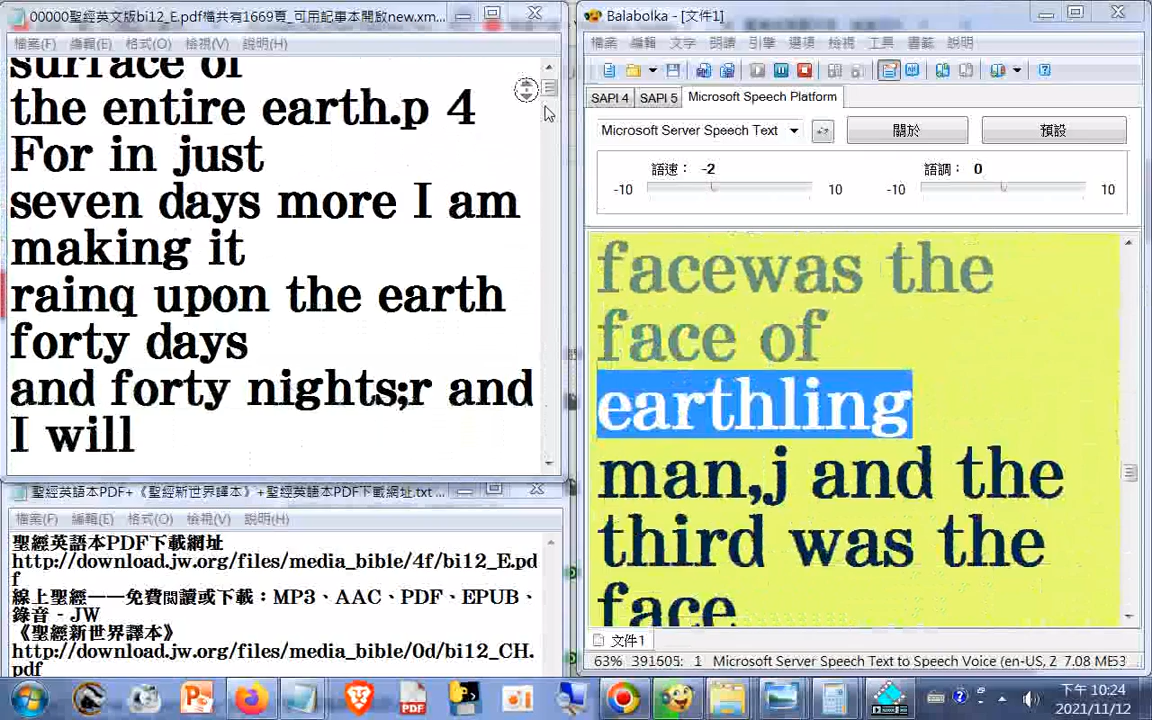 00000聖經英文版bi12_E.pdf檔共有1669頁_可用記事本開啟new.xm...
檔案(F) 編輯(E) 格式(O) 檢視(V) 說明(H)
surface of
the entire earth.p 4
For in just
seven days more I am
making it
rainq upon the earth
forty days
and forty nights;r and
I will
聖經英語本PDF+《聖經新世界譯本》+聖經英語本PDF下載網址.txt ...
檔案(F) 編輯(E) 格式(O) 檢視(V) 說明(H)
聖經英語本PDF下載網址
http://download.jw.org/files/media_bible/4f/bi12_E.pd
f
線上聖經——免費閱讀或下載：MP3、AAC、PDF、EPUB、
錄音 - JW
《聖經新世界譯本》
http://download.jw.org/files/media_bible/0d/bi12_CH.
pdf
Balabolka - [文件1]
檔案 編輯 文字 朗讀 引擎 選項 檢視 工具 書籤 說明
SAPI 4 SAPI 5 Microsoft Speech Platform
Microsoft Server Speech Text 關於 預設
語速： -2 語調： 0
-10 10 -10 10
facewas the
face of
earthling
man,j and the
third was the
face
文件1
63% 391505: 1 Microsoft Server Speech Text to Speech Voice (en-US, Z 7.08 ME53
下午 10:24
2021/11/12